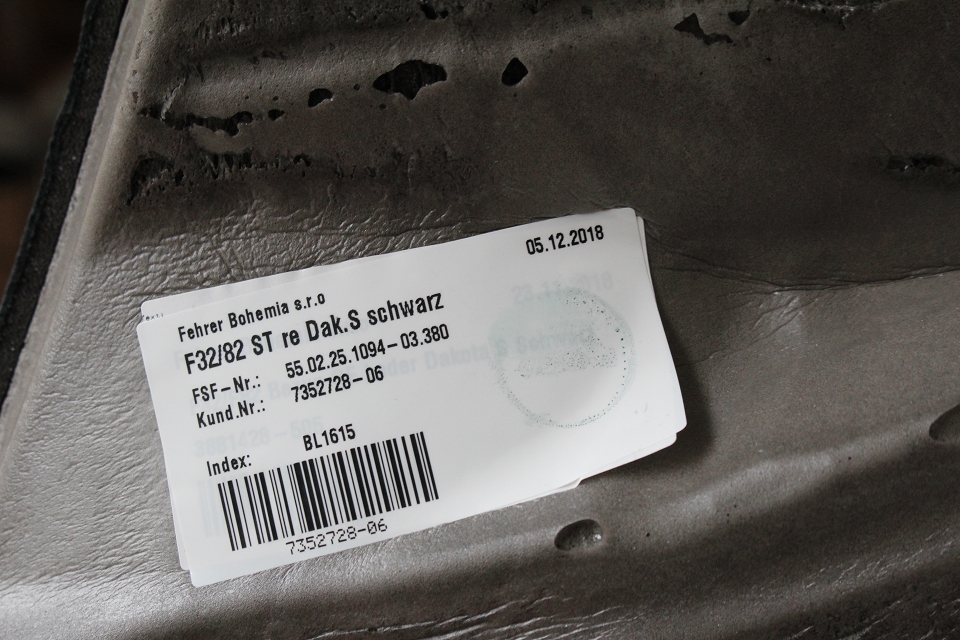 05.12.2018
Fehrer Bohemia s.r.o
F32/82 ST re Dak.S schwarz
FSF-Nr.: 55.02.25.1094-03.380
Kund.Nr.: 7352728-06
Index: BL1615
7352728-06